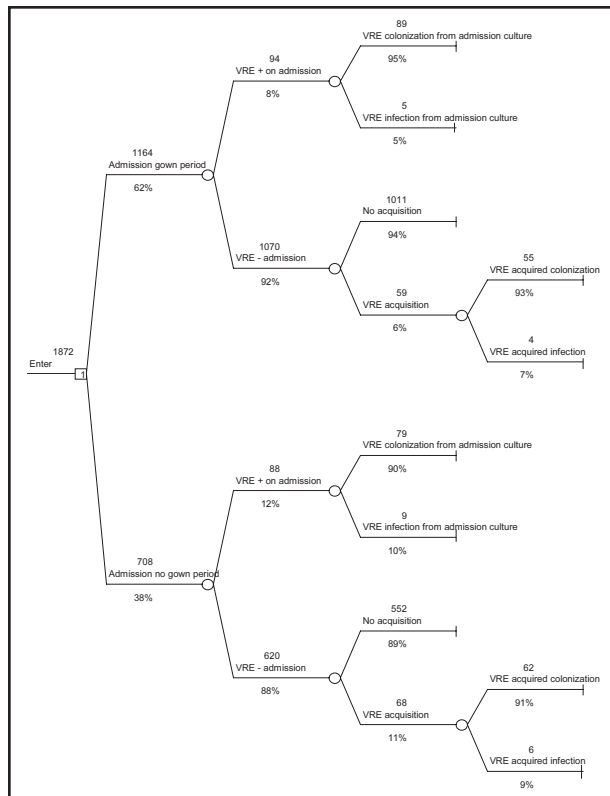 89
VRE colonization from admission culture
95%
94
VRE + on admission
8%
5
VRE infection from admission culture
5%
1164
Admission gown period
62%
1011
No acquisition
94%
1070
VRE - admission
92%
55
VRE acquired colonization
93%
59
VRE acquisition
6%
4
VRE acquired infection
7%
1872
Enter
1
79
VRE colonization from admission culture
90%
88
VRE + on admission
12%
9
VRE infection from admission culture
10%
708
Admission no gown period
38%
552
No acquisition
89%
620
VRE - admission
88%
62
VRE acquired colonization
91%
68
VRE acquisition
11%
6
VRE acquired infection
9%